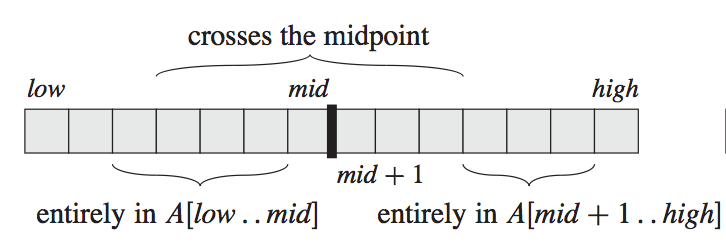 crosses the midpoint
low mid high
mid + 1
entirely in A[low . . mid] entirely in A[mid + 1 . . high]